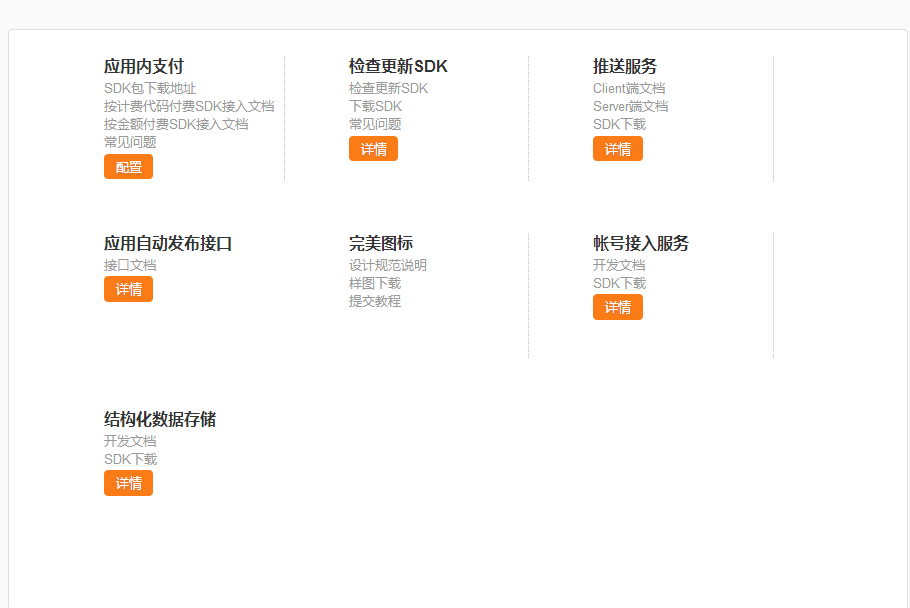 应用内支付
SDK包下载地址
按计费代码付费SDK接入文档
按金额付费SDK接入文档
常见问题
配置
检查更新SDK
检查更新SDK
下载SDK
常见问题
详情
推送服务
Client端文档
Server端文档
SDK下载
详情
应用自动发布接口
接口文档
详情
完美图标
设计规范说明
样图下载
提交教程
帐号接入服务
开发文档
SDK下载
详情
结构化数据存储
开发文档
SDK下载
详情